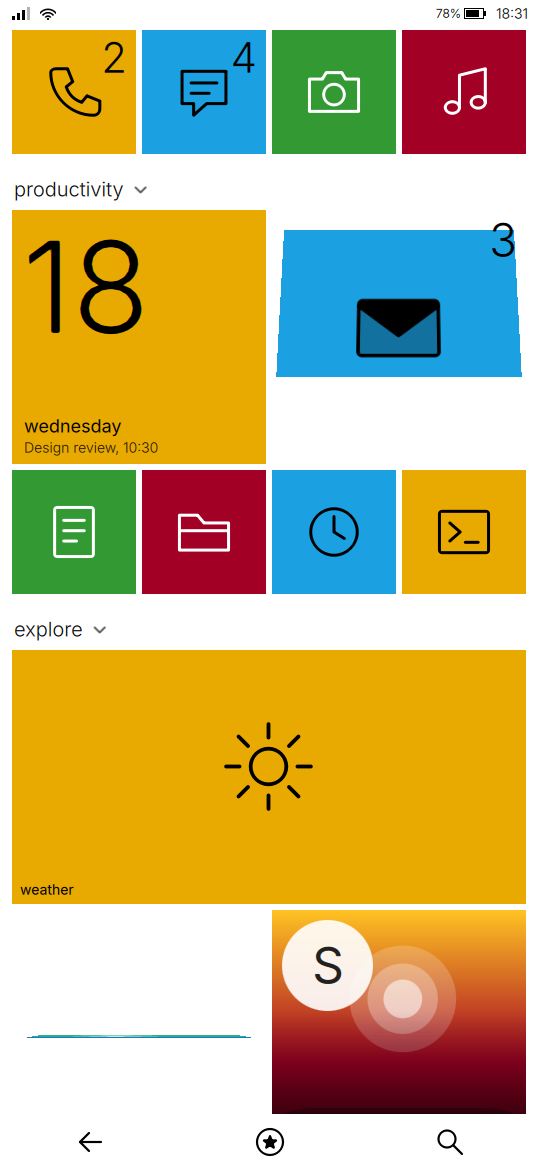 78% 18:31
2
4
productivity
18
3
wednesday
Design review, 10:30
explore
weather
S